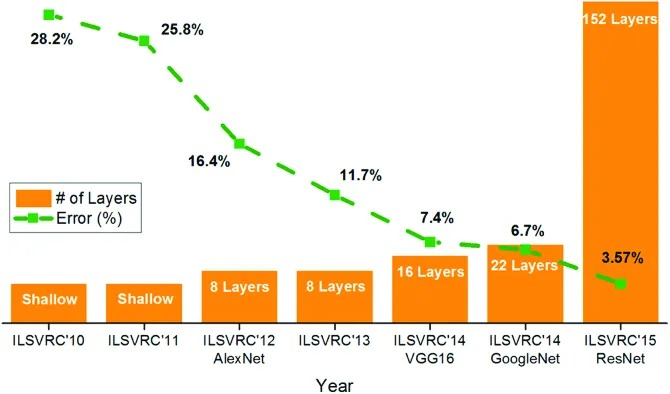 28.2%
25.8%
16.4%
11.7%
7.4%
6.7%
3.57%
# of Layers
Error (%)
Shallow
Shallow
8 Layers
8 Layers
16 Layers
22 Layers
152 Layers
ILSVRC'10
ILSVRC'11
ILSVRC'12
AlexNet
ILSVRC'13
ILSVRC'14
VGG16
ILSVRC'14
GoogleNet
ILSVRC'15
ResNet
Year